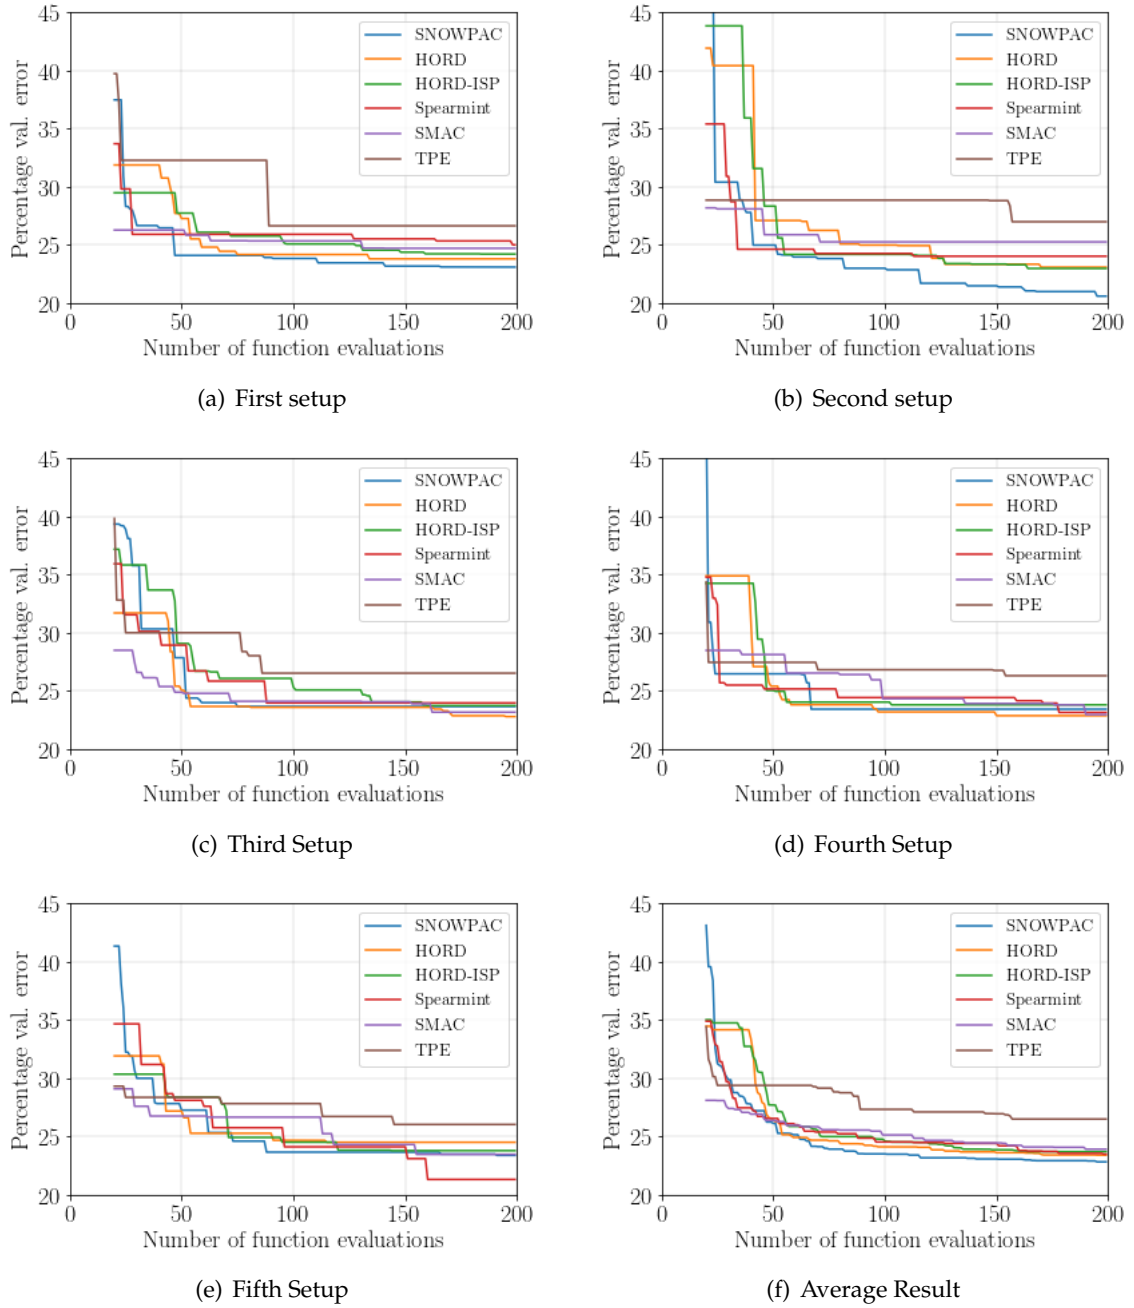 45
40
35
30
25
20
0
50
100
150
200
Percentage val. error
Number of function evaluations
SNOWPAC
HORD
HORD-ISP
Spearmint
SMAC
TPE
(a) First setup
45
40
35
30
25
20
0
50
100
150
200
Percentage val. error
Number of function evaluations
SNOWPAC
HORD
HORD-ISP
Spearmint
SMAC
TPE
(b) Second setup
45
40
35
30
25
20
0
50
100
150
200
Percentage val. error
Number of function evaluations
SNOWPAC
HORD
HORD-ISP
Spearmint
SMAC
TPE
(c) Third Setup
45
40
35
30
25
20
0
50
100
150
200
Percentage val. error
Number of function evaluations
SNOWPAC
HORD
HORD-ISP
Spearmint
SMAC
TPE
(d) Fourth Setup
45
40
35
30
25
20
0
50
100
150
200
Percentage val. error
Number of function evaluations
SNOWPAC
HORD
HORD-ISP
Spearmint
SMAC
TPE
(e) Fifth Setup
45
40
35
30
25
20
0
50
100
150
200
Percentage val. error
Number of function evaluations
SNOWPAC
HORD
HORD-ISP
Spearmint
SMAC
TPE
(f) Average Result